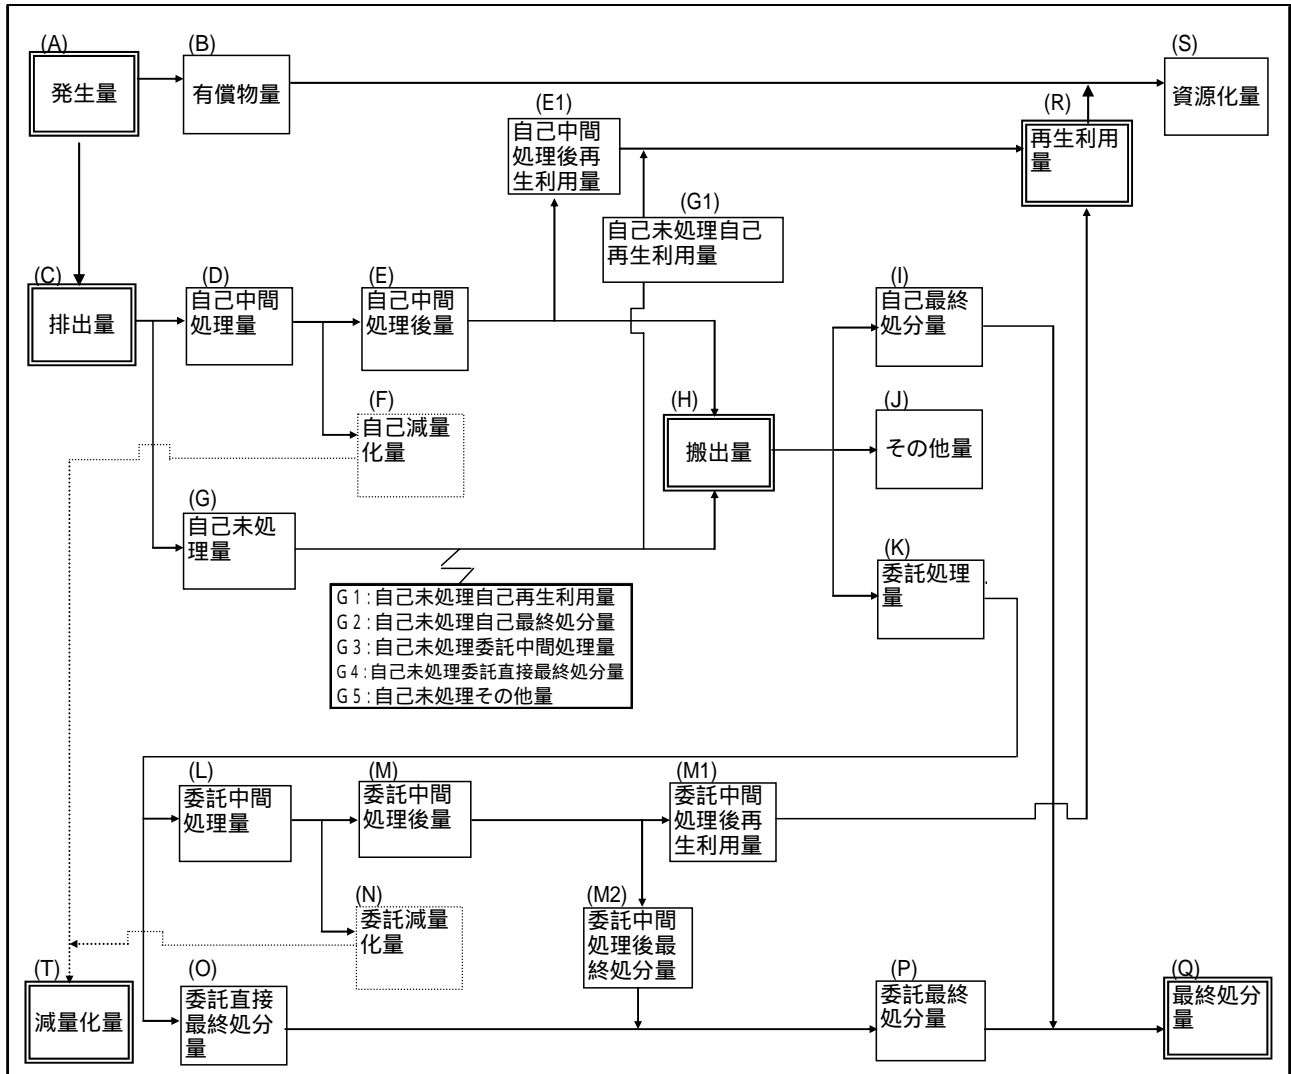 (A)
発生量
(B)
有償物量
(S)
資源化量
(E1)
自己中間
処理後再
生利用量
(R)
再生利用
量
(G1)
自己未処理自己
再生利用量
(C)
排出量
(D)
自己中間
処理量
(E)
自己中間
処理後量
(I)
自己最終
処分量
(F)
自己減量
化量
(H)
搬出量
(J)
その他量
(G)
自己未処
理量
(K)
委託処理
量
G1:自己未処理自己再生利用量
G2:自己未処理自己最終処分量
G3:自己未処理委託中間処理量
G4:自己未処理委託直接最終処分量
G5:自己未処理その他量
(L)
委託中間
処理量
(M)
委託中間
処理後量
(M1)
委託中間
処理後再
生利用量
(N)
委託減量
化量
(M2)
委託中間
処理後最
終処分量
(T)
減量化量
(O)
委託直接
最終処分
量
(P)
委託最終
処分量
(Q)
最終処分
量